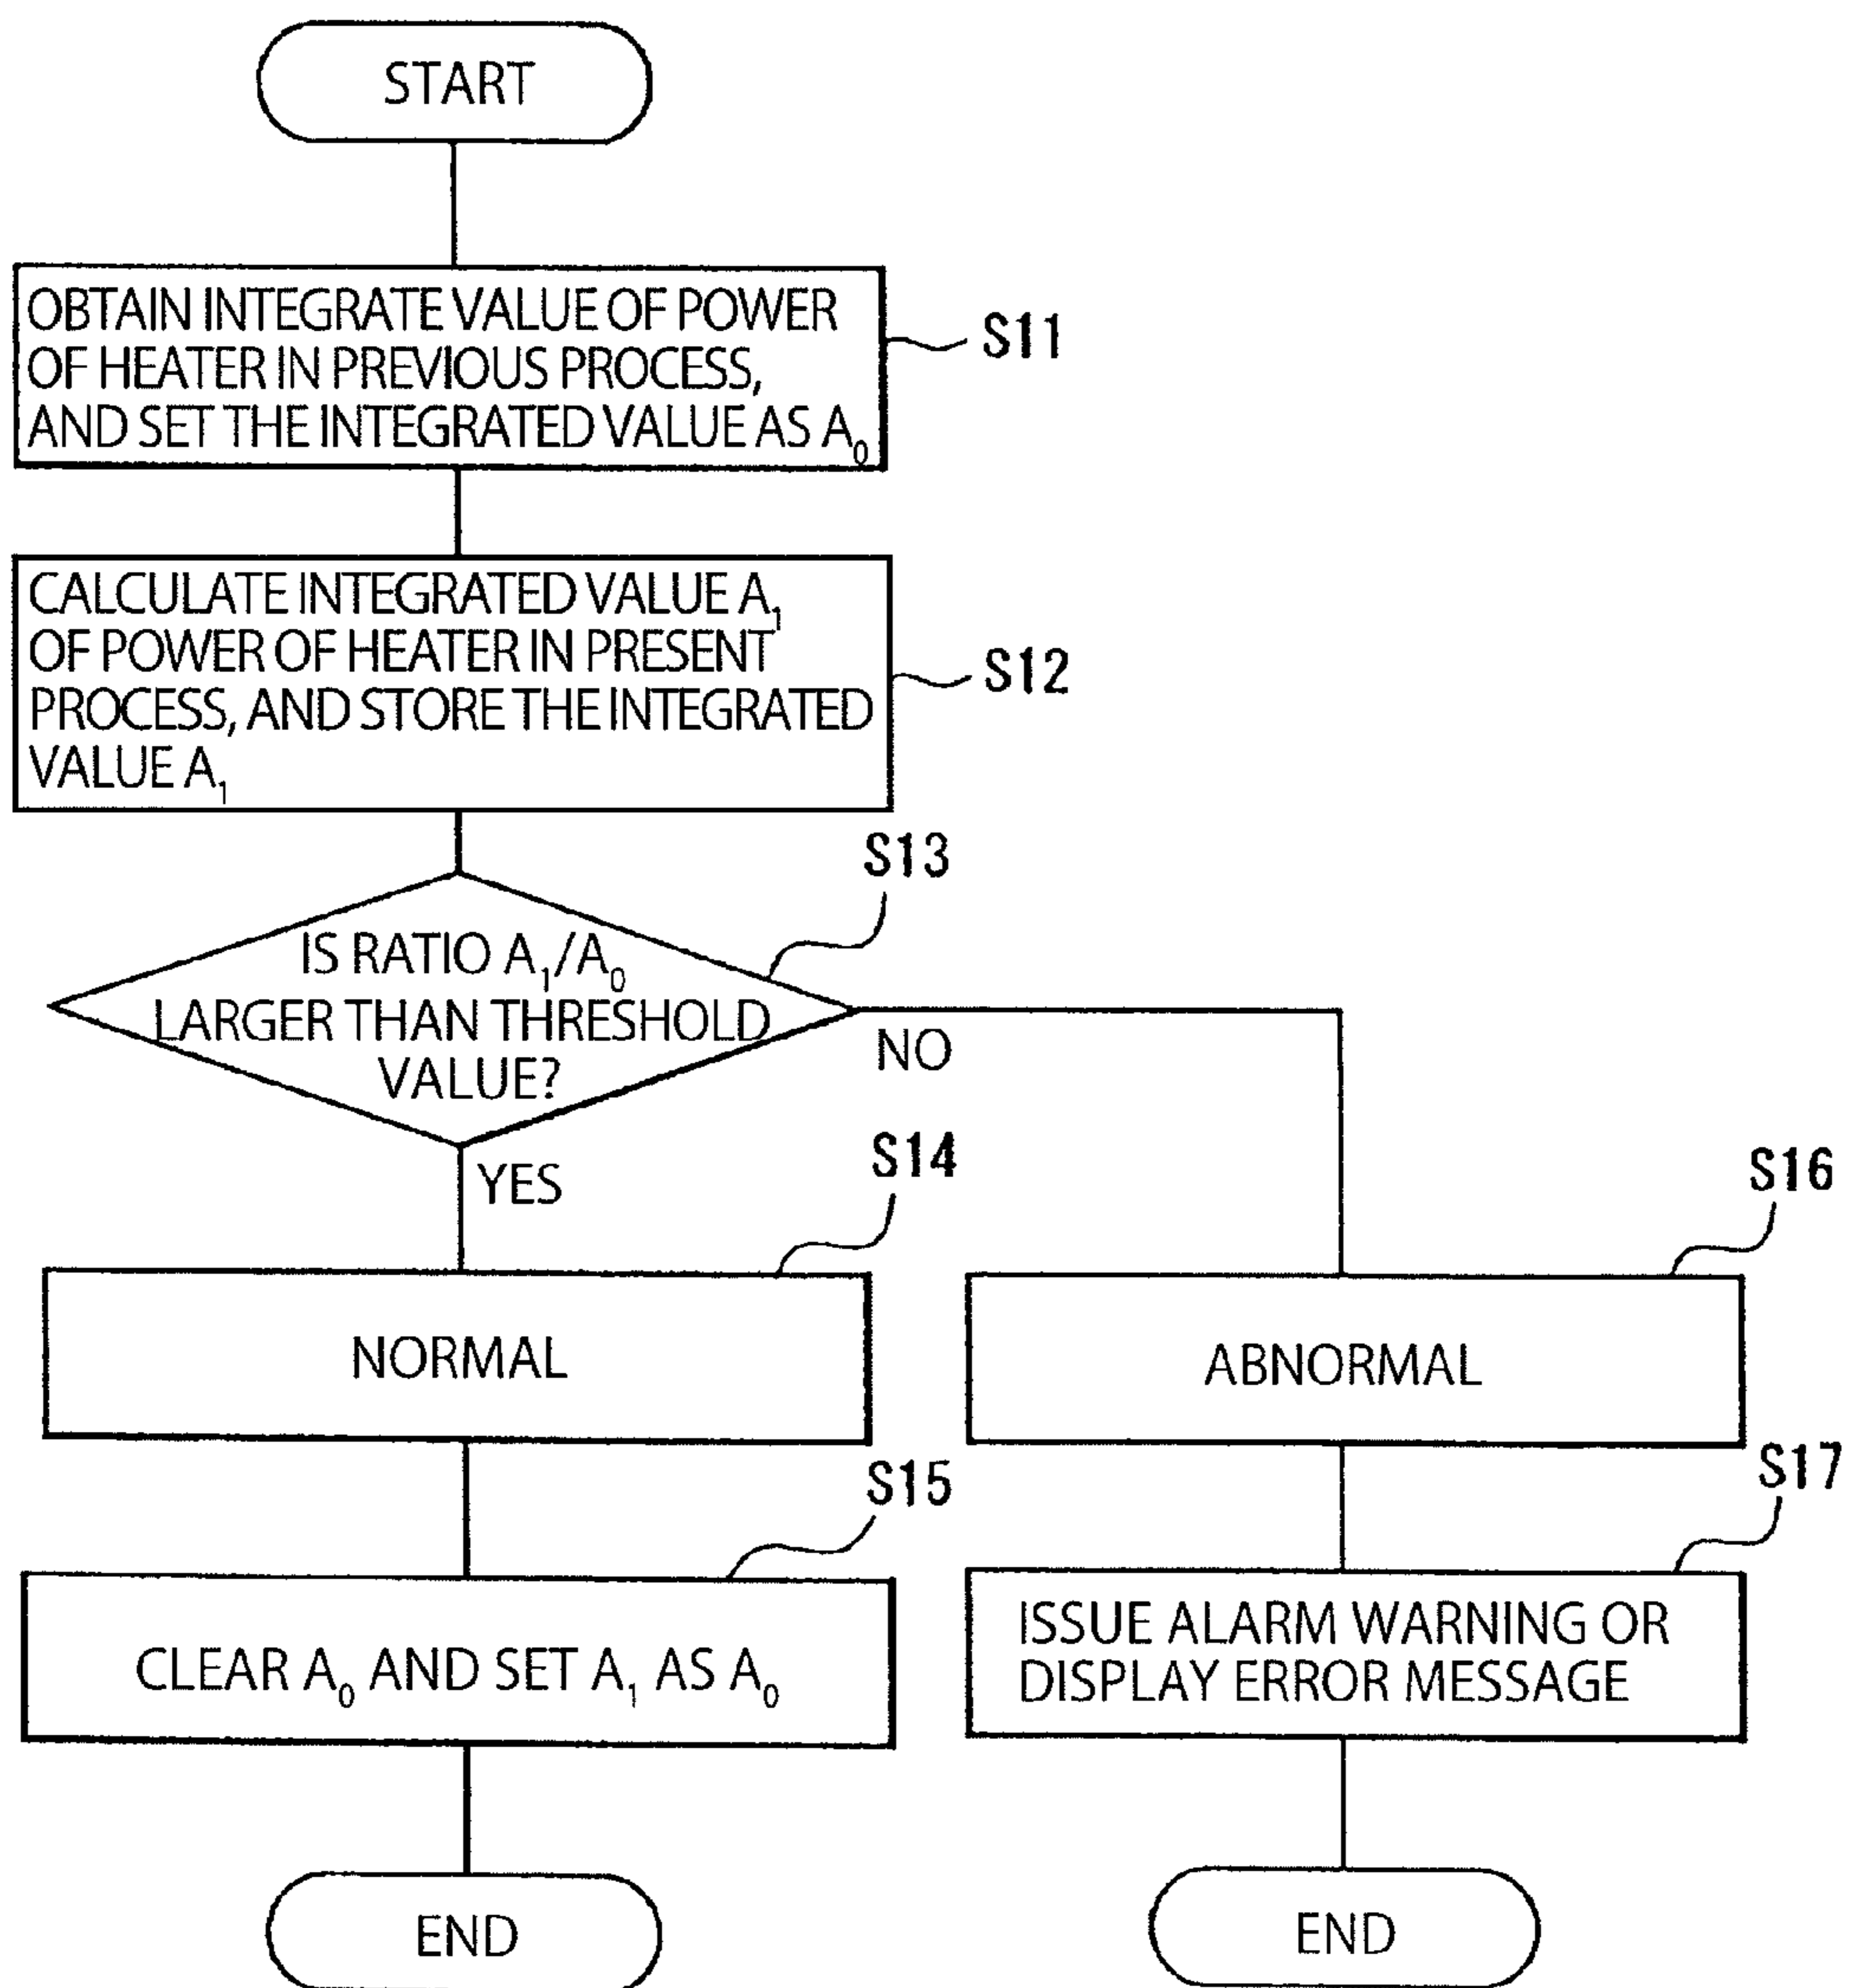 START
OBTAIN INTEGRATE VALUE OF POWER
OF HEATER IN PREVIOUS PROCESS,
AND SET THE INTEGRATED VALUE AS A₀
S11
CALCULATE INTEGRATED VALUE A₁
OF POWER OF HEATER IN PRESENT
PROCESS, AND STORE THE INTEGRATED
VALUE A₁
S12
S13
IS RATIO A₁/A₀
LARGER THAN THRESHOLD
VALUE?
NO
YES
S14
NORMAL
S16
ABNORMAL
S15
CLEAR A₀ AND SET A₁ AS A₀
S17
ISSUE ALARM WARNING OR
DISPLAY ERROR MESSAGE
END
END